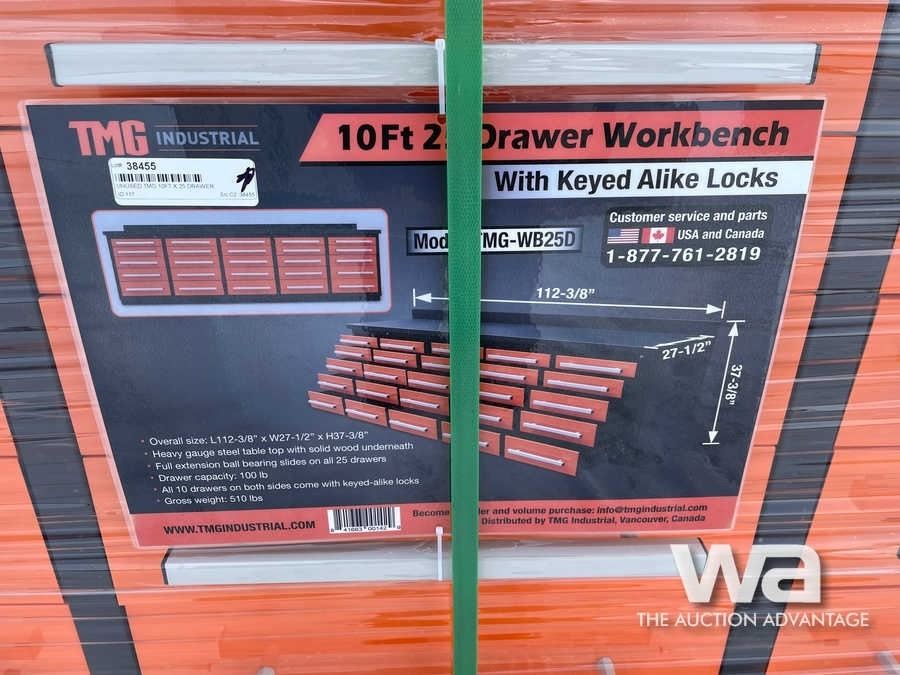 TMG INDUSTRIAL
10Ft 25 Drawer Workbench
With Keyed Alike Locks
Lot# 38455
UNUSED TMG 10FT X 25 DRAWER
Customer service and parts
USA and Canada
1-877-761-2819
TMG-WB25D
112-3/8"
27-1/2"
37-3/8"
• Overall size: L112-3/8" x W27-1/2" x H37-3/8"
• Heavy gauge steel table top with solid wood underneath
• Full extension ball bearing slides on all 25 drawers
• Drawer capacity: 100 lb
• All 10 drawers on both sides come with keyed-alike locks
• Gross weight: 510 lbs
WWW.TMGINDUSTRIAL.COM
Become and volume purchase: info@tmgindustrial.com
Distributed by TMG Industrial, Vancouver, Canada
wa
THE AUCTION ADVANTAGE